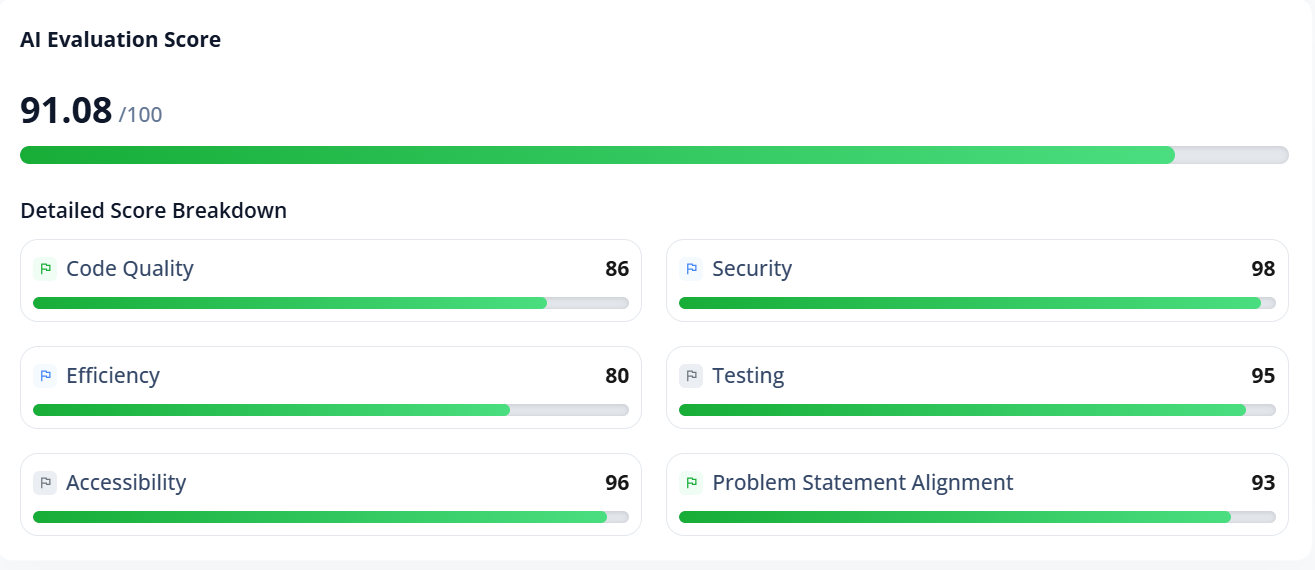 AI Evaluation Score
91.08 /100
Detailed Score Breakdown
Code Quality 86
Security 98
Efficiency 80
Testing 95
Accessibility 96
Problem Statement Alignment 93